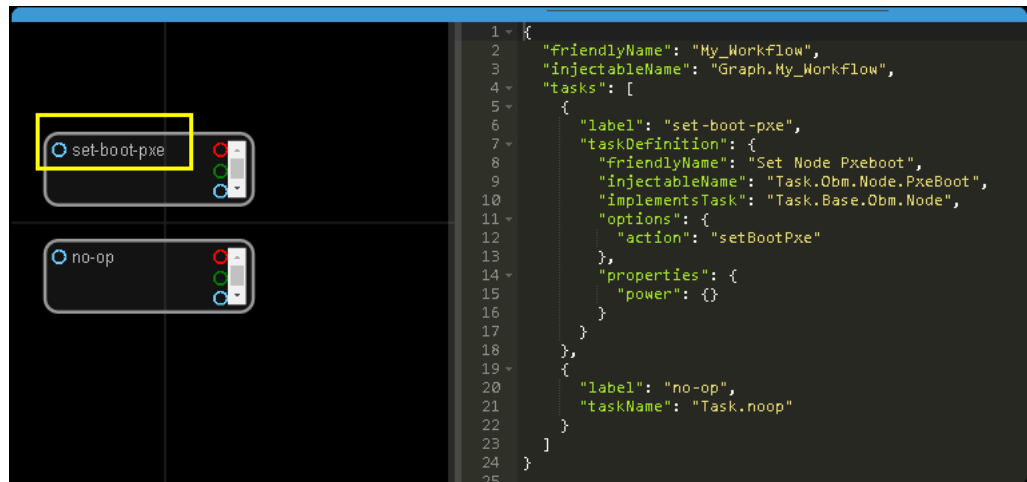 set-boot-pxe
no-op
1 {
2 "friendlyName": "My_Workflow",
3 "injectableName": "Graph.My_Workflow",
4 "tasks": [
5 {
6 "label": "set-boot-pxe",
7 "taskDefinition": {
8 "friendlyName": "Set Node Pxeboot",
9 "injectableName": "Task.Obm.Node.PxeBoot",
10 "implementsTask": "Task.Base.Obm.Node",
11 "options": {
12 "action": "setBootPxe"
13 },
14 "properties": {
15 "power": {}
16 }
17 }
18 },
19 {
20 "label": "no-op",
21 "taskName": "Task.noop"
22 }
23 ]
24 }
25